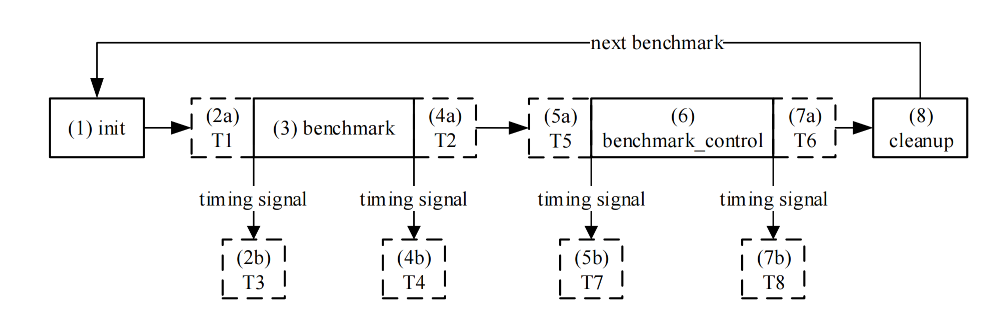 next benchmark
(1) init
(2a)
T1
(3) benchmark
(4a)
T2
(5a)
T5
(6)
benchmark_control
(7a)
T6
(8)
cleanup
timing signal
timing signal
timing signal
timing signal
(2b)
T3
(4b)
T4
(5b)
T7
(7b)
T8